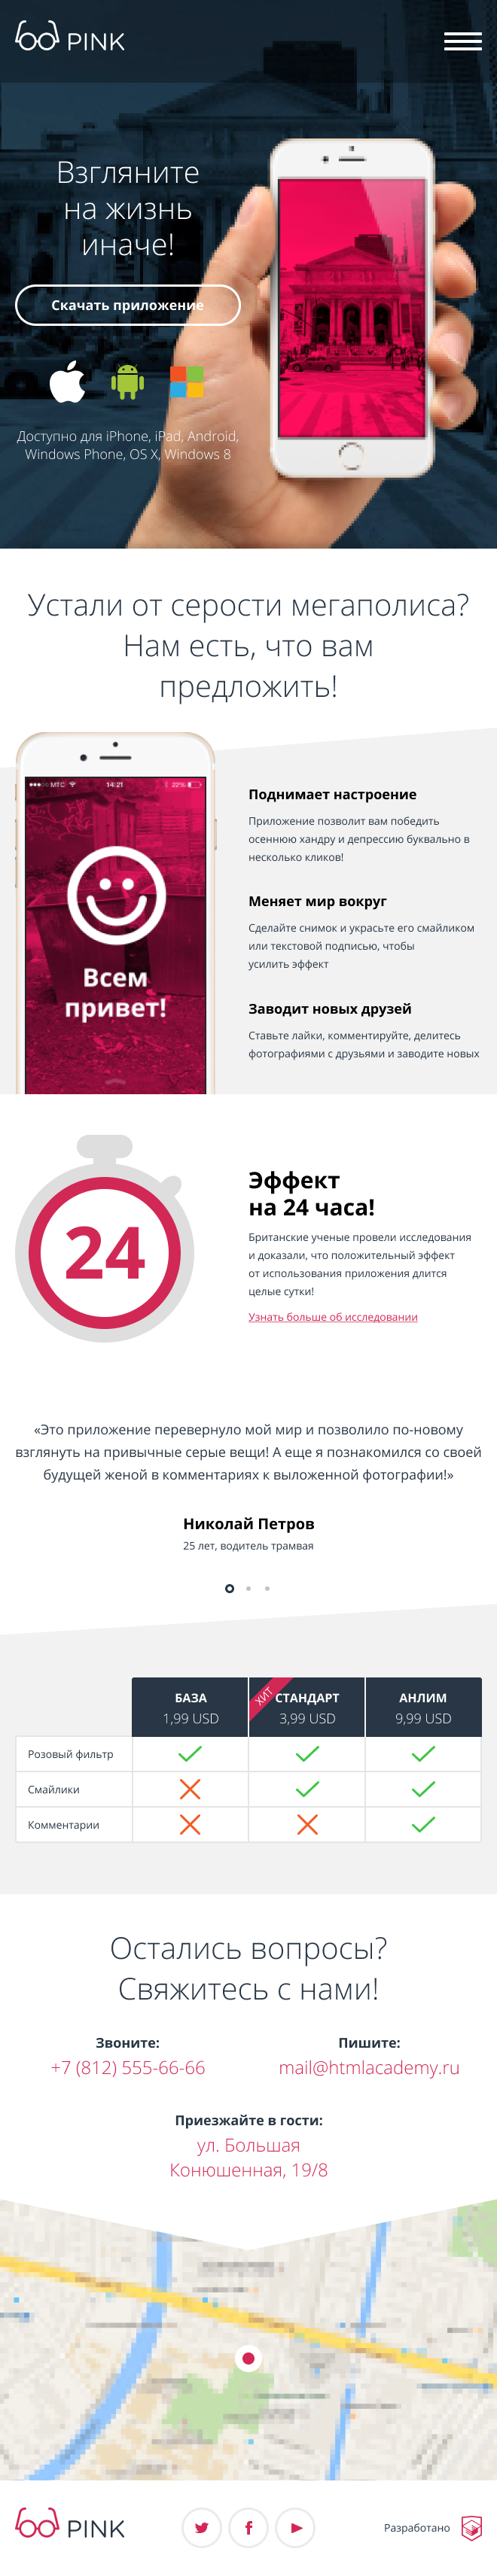 PINK
Взгляните
на жизнь
иначе!
Скачать приложение
Доступно для iPhone, iPad, Android,
Windows Phone, OS X, Windows 8
Устали от серости мегаполиса?
Нам есть, что вам
предложить!
МТС 14:21 22%
Всем
привет!
Поднимает настроение
Приложение позволит вам победить
осеннюю хандру и депрессию буквально в
несколько кликов!
Меняет мир вокруг
Сделайте снимок и украсьте его смайликом
или текстовой подписью, чтобы
усилить эффект
Заводит новых друзей
Ставьте лайки, комментируйте, делитесь
фотографиями с друзьями и заводите новых
24
Эффект
на 24 часа!
Британские ученые провели исследования
и доказали, что положительный эффект
от использования приложения длится
целые сутки!
Узнать больше об исследовании
«Это приложение перевернуло мой мир и позволило по-новому
взглянуть на привычные серые вещи! А еще я познакомился со своей
будущей женой в комментариях к выложенной фотографии!»
Николай Петров
25 лет, водитель трамвая
БАЗА ХИТ СТАНДАРТ АНЛИМ
1,99 USD 3,99 USD 9,99 USD
Розовый фильтр
Смайлики
Комментарии
Остались вопросы?
Свяжитесь с нами!
Звоните: Пишите:
+7 (812) 555-66-66 mail@htmlacademy.ru
Приезжайте в гости:
ул. Большая
Конюшенная, 19/8
PINK Разработано